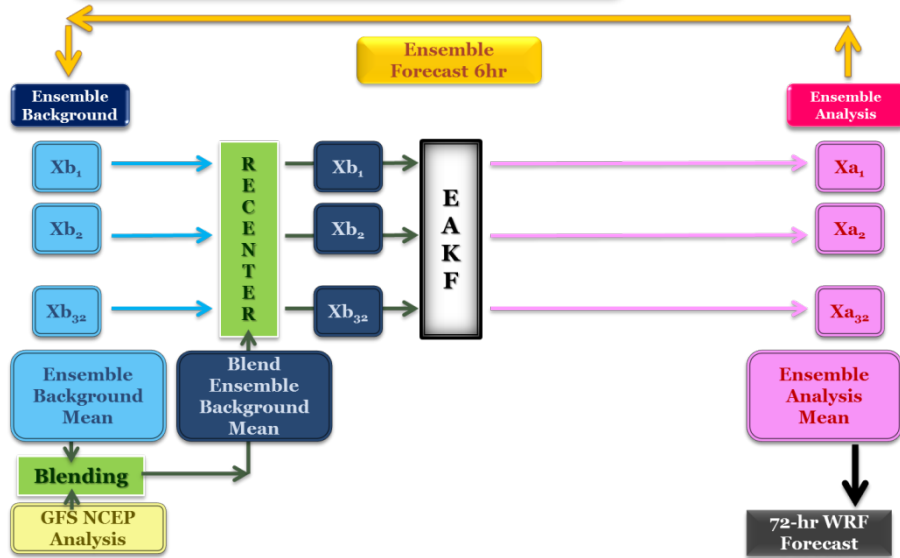 Ensemble
Forecast 6hr
Ensemble
Background
Ensemble
Analysis
Xb₁
R
E
C
E
N
T
E
R
Xb₁
E
A
K
F
Xa₁
Xb₂
Xb₂
Xa₂
Xb₃₂
Xb₃₂
Xa₃₂
Ensemble
Background
Mean
Blend
Ensemble
Background
Mean
Ensemble
Analysis
Mean
Blending
GFS NCEP
Analysis
72-hr WRF
Forecast